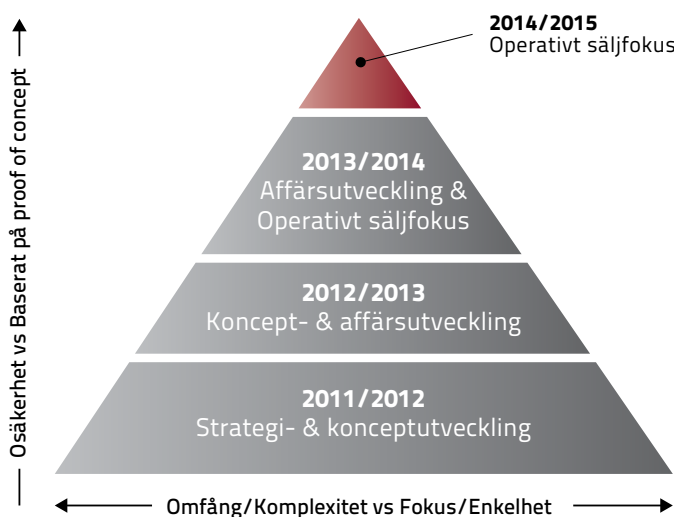 2014/2015
Operativt säljfokus
2013/2014
Affärsutveckling &
Operativt säljfokus
2012/2013
Koncept- & affärsutveckling
2011/2012
Strategi- & konceptutveckling
Osäkerhet vs Baserat på proof of concept
Omfång/Komplexitet vs Fokus/Enkelhet